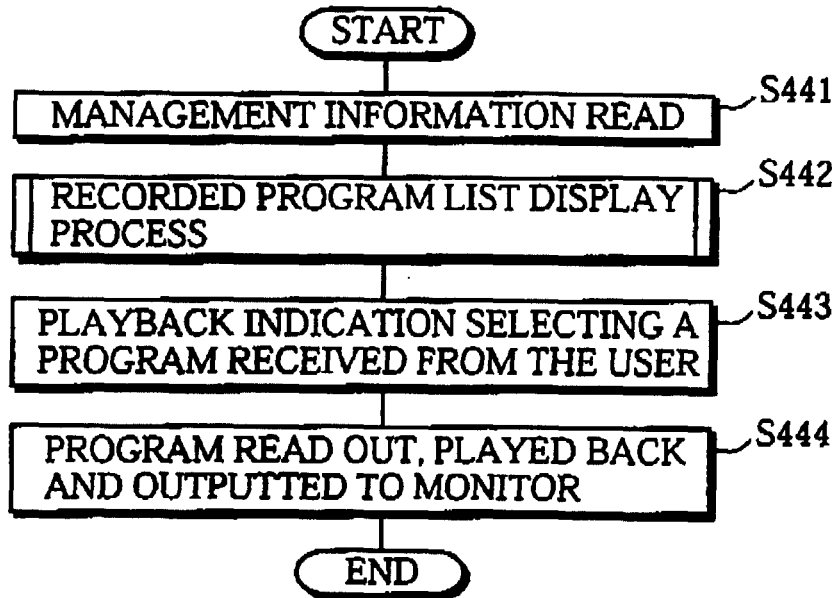 START
MANAGEMENT INFORMATION READ
S441
RECORDED PROGRAM LIST DISPLAY
PROCESS
S442
PLAYBACK INDICATION SELECTING A
PROGRAM RECEIVED FROM THE USER
S443
PROGRAM READ OUT, PLAYED BACK
AND OUTPUTTED TO MONITOR
S444
END